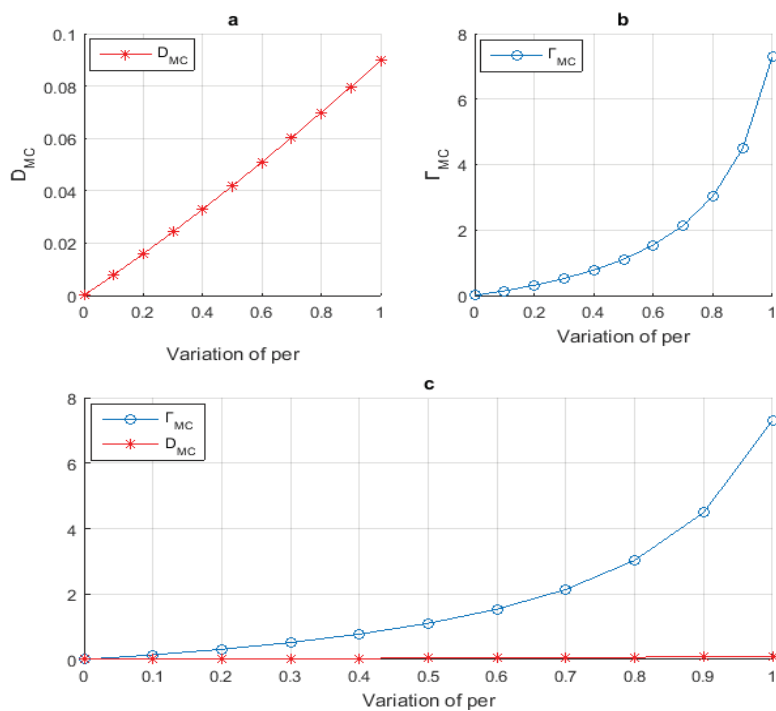 a
D_MC
0.1
0.08
0.06
0.04
0.02
0
D_MC
0 0.2 0.4 0.6 0.8 1
Variation of per
b
Γ_MC
8
6
4
2
0
Γ_MC
0 0.2 0.4 0.6 0.8 1
Variation of per
c
Γ_MC
D_MC
8
6
4
2
0
0 0.1 0.2 0.3 0.4 0.5 0.6 0.7 0.8 0.9 1
Variation of per